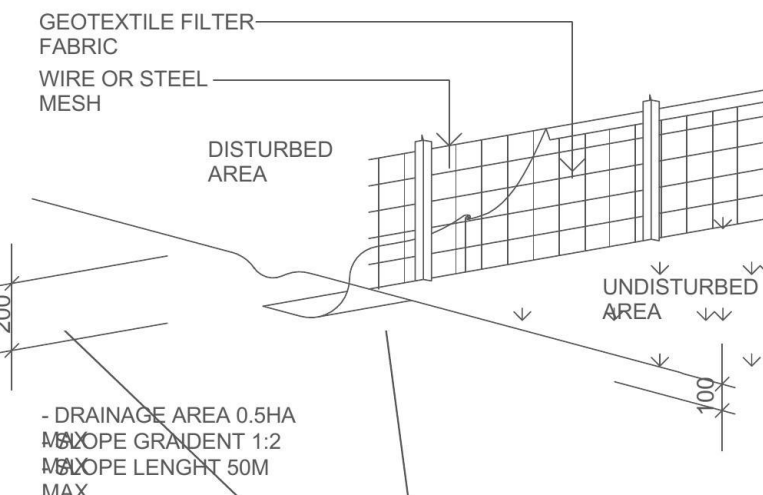 GEOTEXTILE FILTER
FABRIC
WIRE OR STEEL
MESH
DISTURBED
AREA
UNDISTURBED
AREA
200
100
- DRAINAGE AREA 0.5HA
MAX
- SLOPE GRAIDENT 1:2
MAX
- SLOPE LENGHT 50M
MAX